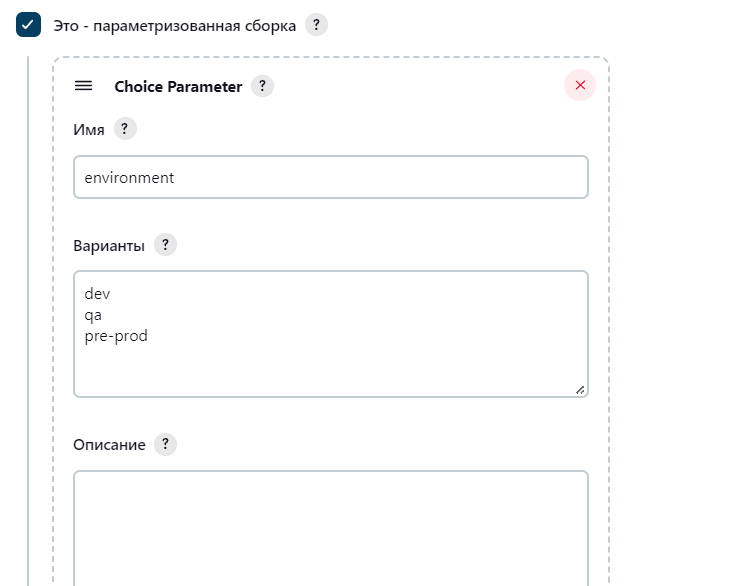 Это - параметризованная сборка ?
Choice Parameter ?
Имя ?
environment
Варианты ?
dev
qa
pre-prod
Описание ?